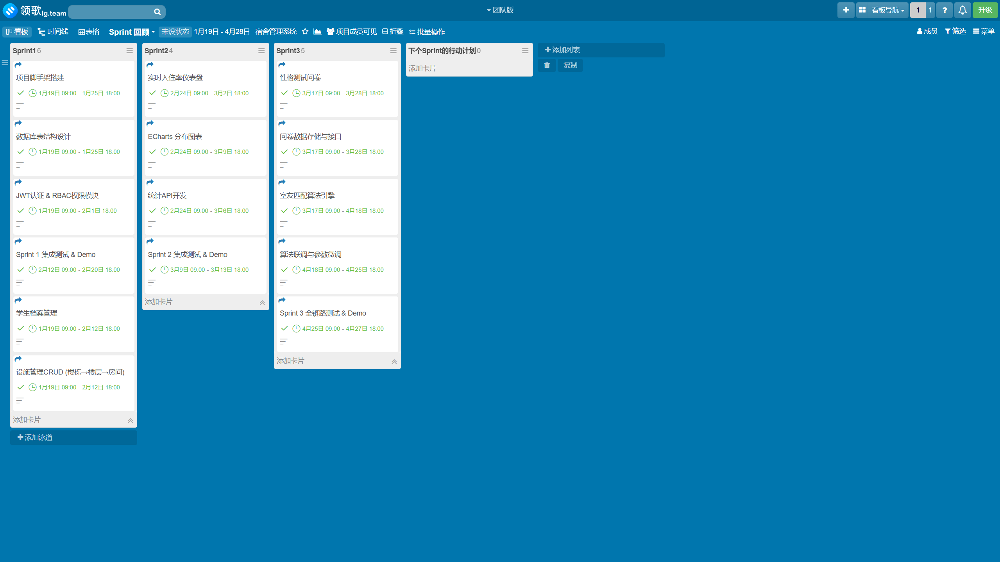 领歌lg.team
团队版
看板导航
1 1
?
升级
看板 时间线 表格 Sprint 回顾 未设状态 1月19日 - 4月28日 宿舍管理系统 项目成员可见 折叠 批量操作
成员 筛选 菜单
Sprint1 6
项目脚手架搭建
1月19日 09:00 - 1月25日 18:00
数据库表结构设计
1月19日 09:00 - 1月25日 18:00
JWT认证 & RBAC权限模块
1月19日 09:00 - 2月1日 18:00
Sprint 1 集成测试 & Demo
2月12日 09:00 - 2月20日 18:00
学生档案管理
1月19日 09:00 - 2月12日 18:00
设施管理CRUD (楼栋→楼层→房间)
1月19日 09:00 - 2月12日 18:00
添加卡片
添加泳道
Sprint2 4
实时入住率仪表盘
2月24日 09:00 - 3月2日 18:00
ECharts 分布图表
2月24日 09:00 - 3月9日 18:00
统计API开发
2月24日 09:00 - 3月6日 18:00
Sprint 2 集成测试 & Demo
3月9日 09:00 - 3月13日 18:00
添加卡片
Sprint3 5
性格测试问卷
3月17日 09:00 - 3月28日 18:00
问卷数据存储与接口
3月17日 09:00 - 3月28日 18:00
室友匹配算法引擎
3月17日 09:00 - 4月18日 18:00
算法联调与参数微调
4月18日 09:00 - 4月25日 18:00
Sprint 3 全链路测试 & Demo
4月25日 09:00 - 4月27日 18:00
添加卡片
下个Sprint的行动计划 0
添加卡片
添加列表
复制